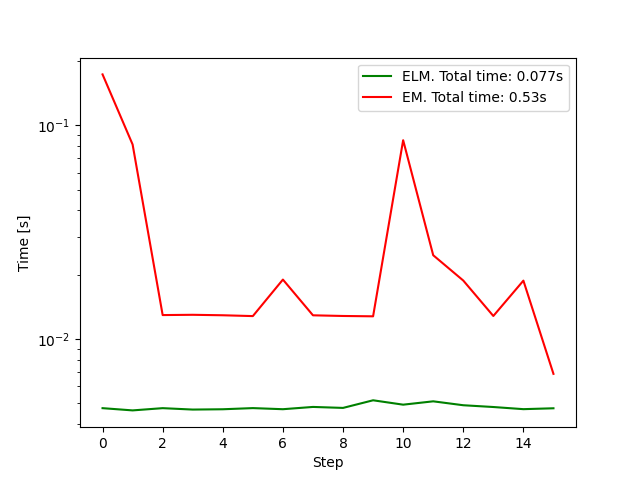 ELM. Total time: 0.077s
EM. Total time: 0.53s
10⁻¹
10⁻²
Time [s]
0 2 4 6 8 10 12 14
Step